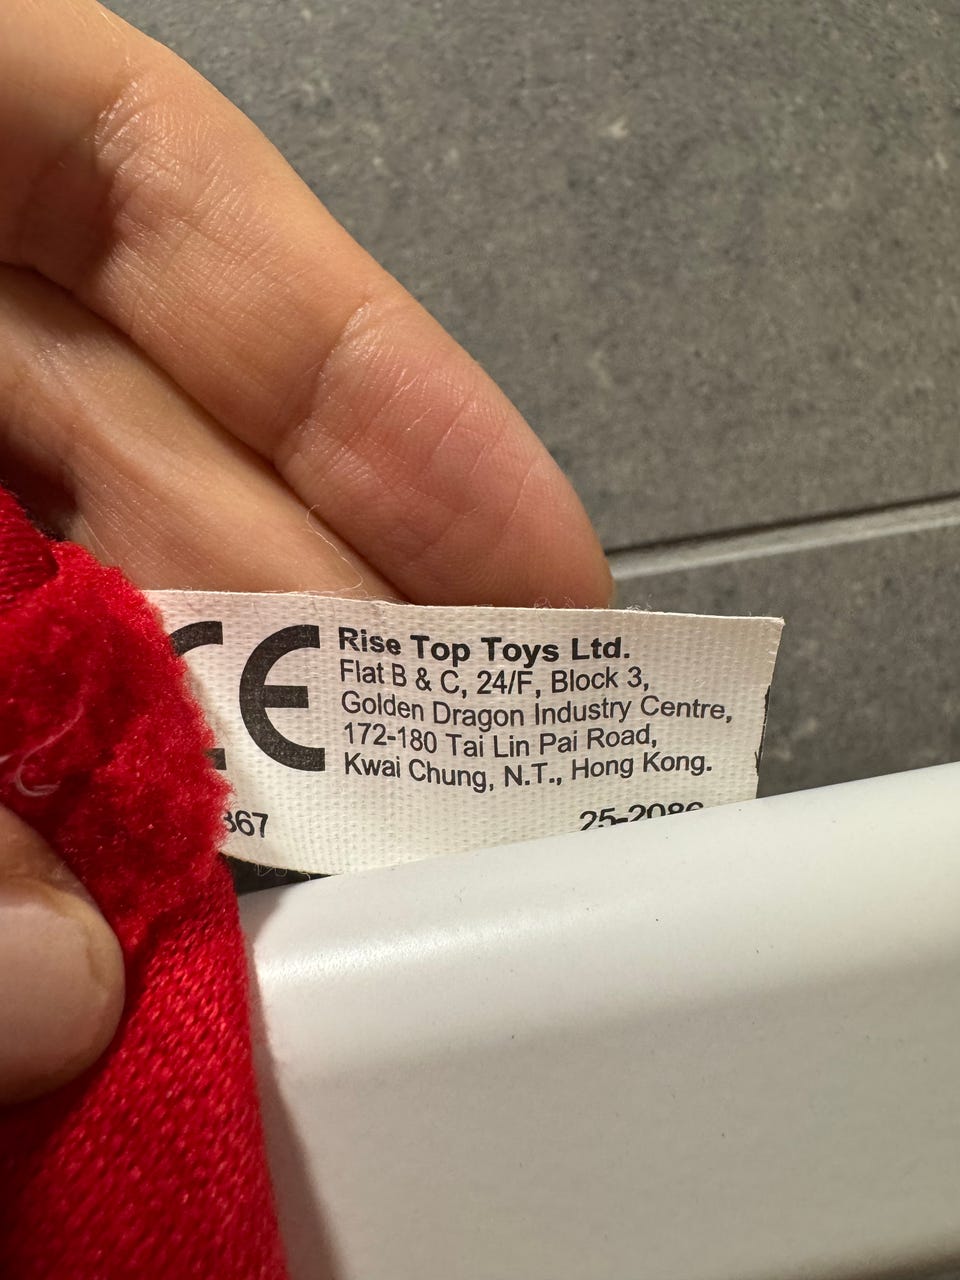 CE Rise Top Toys Ltd.
Flat B & C, 24/F, Block 3,
Golden Dragon Industry Centre,
172-180 Tai Lin Pai Road,
Kwai Chung, N.T., Hong Kong.
367